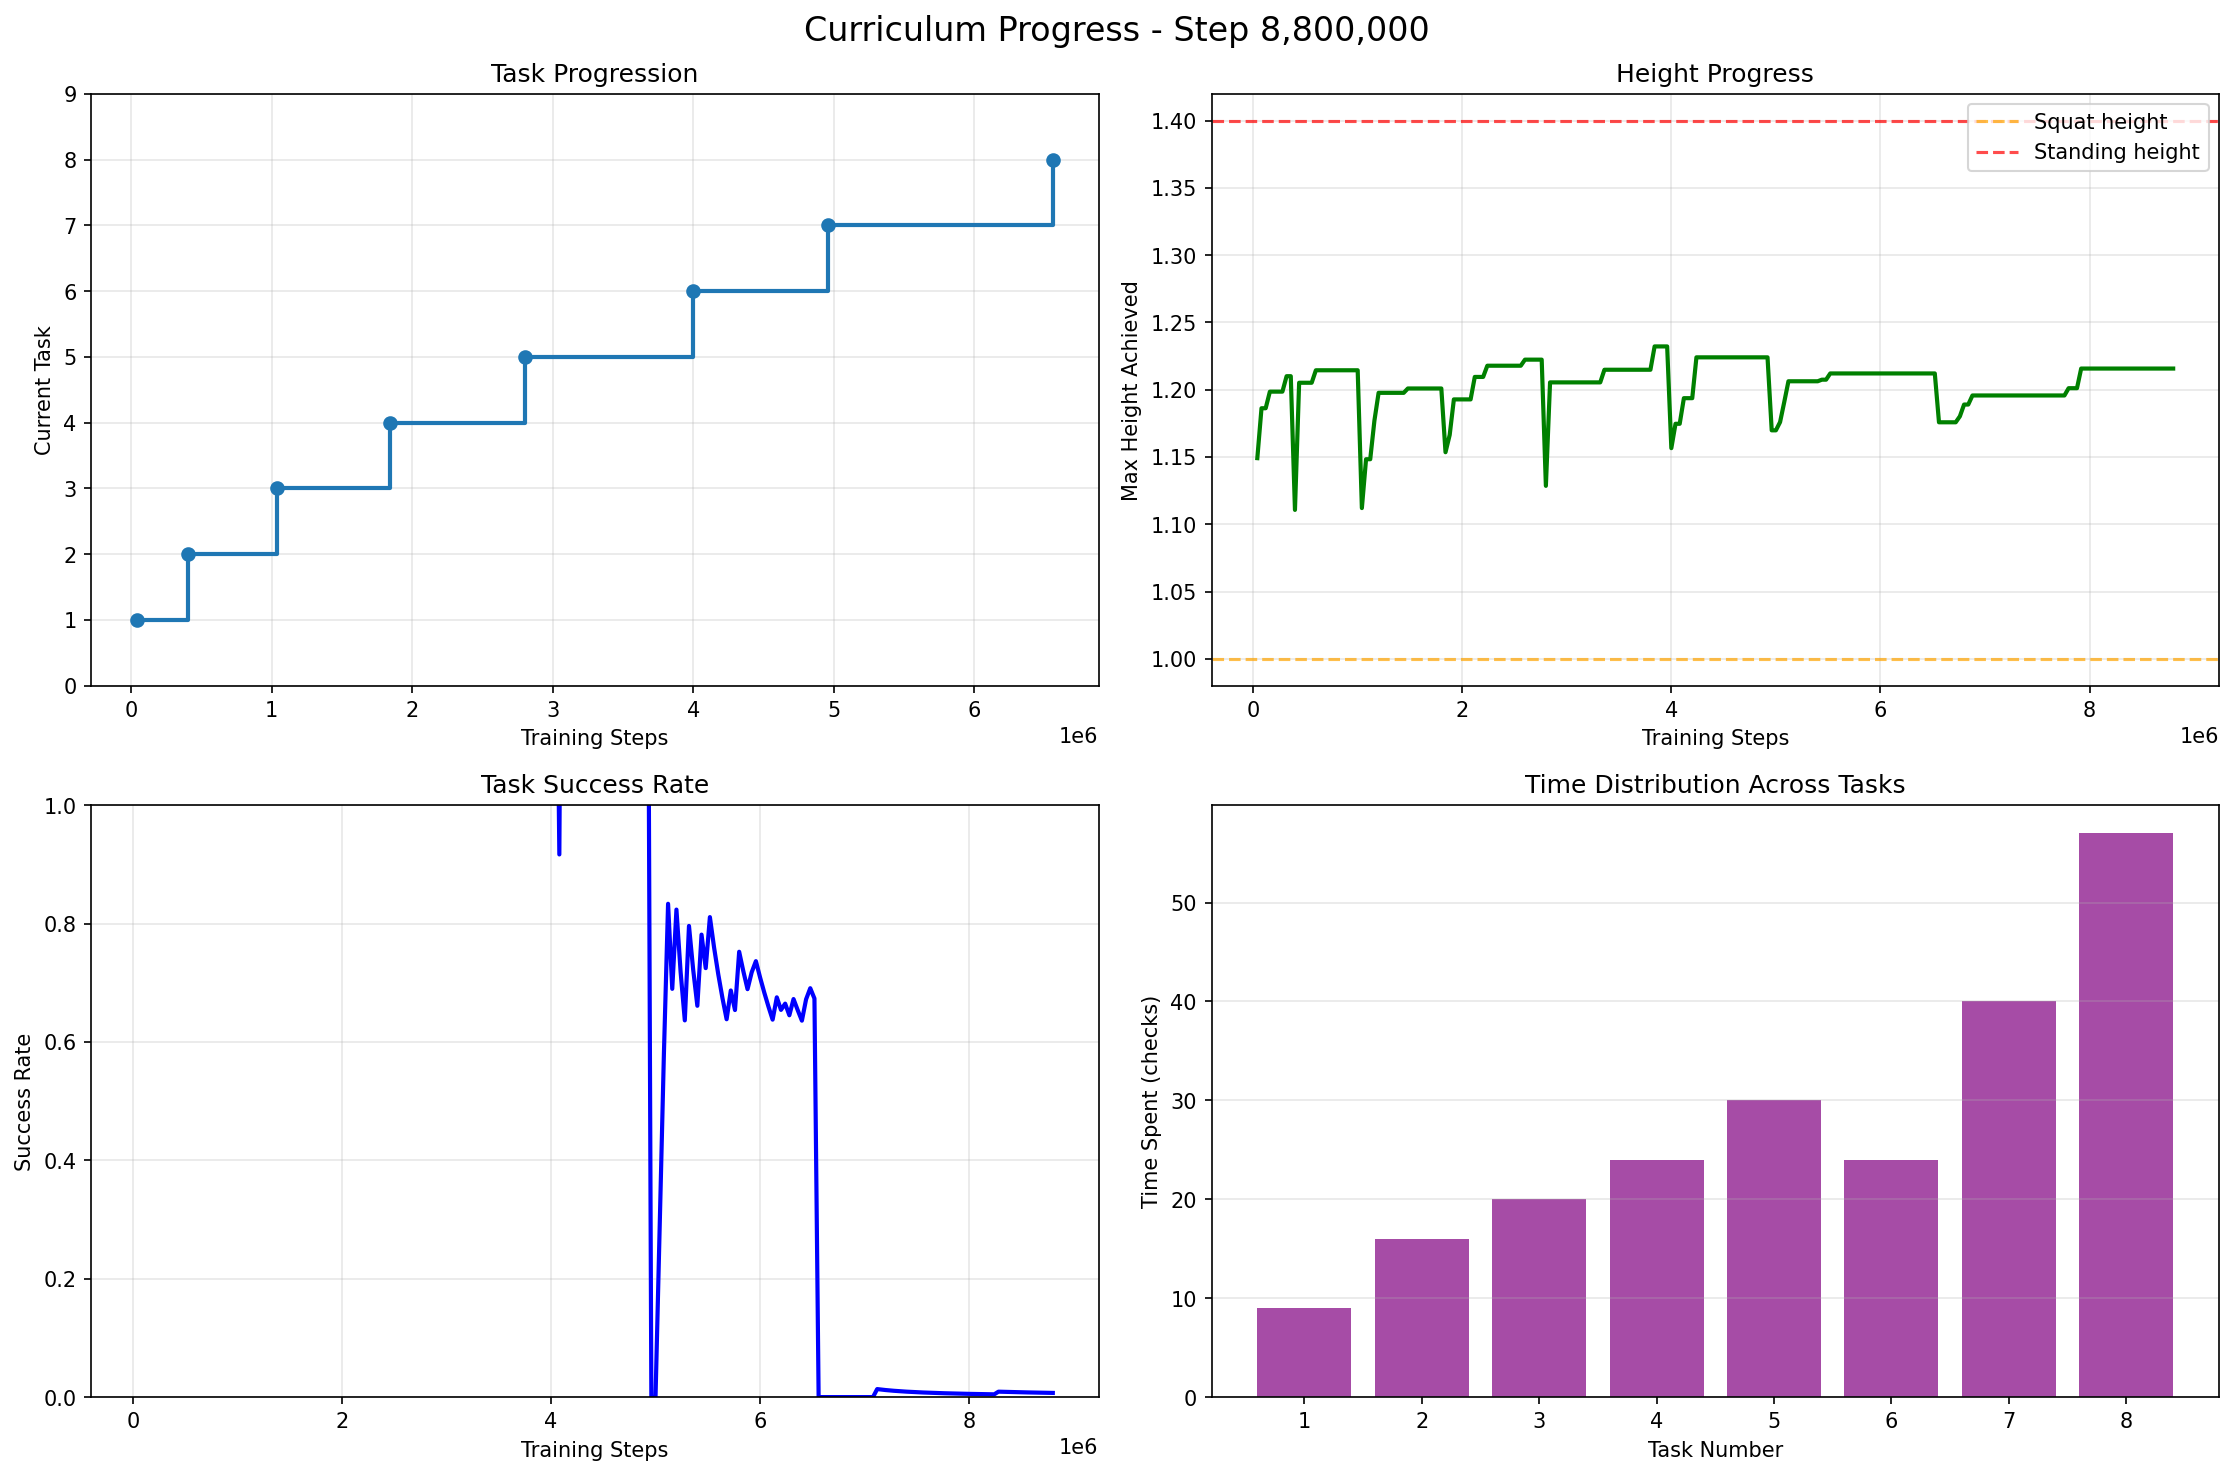 Curriculum Progress - Step 8,800,000
Task Progression
Current Task
9
8
7
6
5
4
3
2
1
0
0 1 2 3 4 5 6
Training Steps
1e6
Height Progress
Max Height Achieved
1.40
1.35
1.30
1.25
1.20
1.15
1.10
1.05
1.00
Squat height
Standing height
0 2 4 6 8
Training Steps
1e6
Task Success Rate
Success Rate
1.0
0.8
0.6
0.4
0.2
0.0
0 2 4 6 8
Training Steps
1e6
Time Distribution Across Tasks
Time Spent (checks)
50
40
30
20
10
0
1 2 3 4 5 6 7 8
Task Number